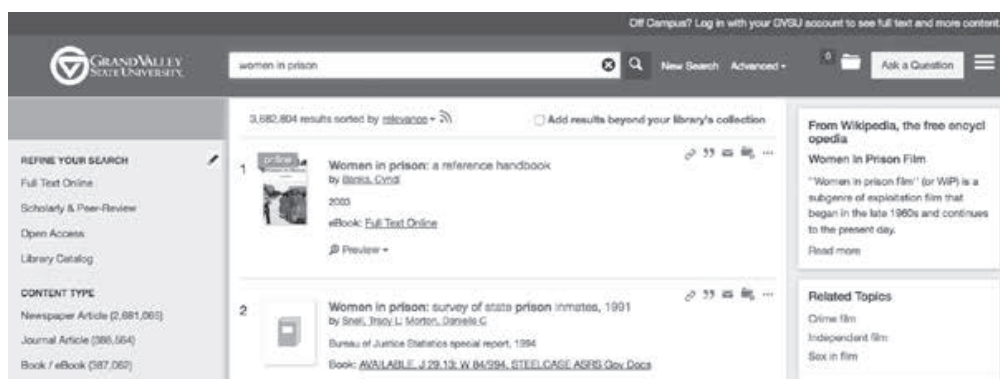 Off Campus? Log in with your GVSU account to see full text and more content
GRANDVALLEY
STATE UNIVERSITY
women in prison
New Search
Advanced
0
Ask a Question
3,682,804 results sorted by relevance
Add results beyond your library's collection
REFINE YOUR SEARCH
Full Text Online
Scholarly & Peer-Review
Open Access
Library Catalog
CONTENT TYPE
Newspaper Article (2,681,065)
Journal Article (386,564)
Book / eBook (387,062)
1
online
Women in prison: a reference handbook
by Banks, Cyndi
2003
eBook: Full Text Online
Preview
2
Women in prison: survey of state prison inmates, 1991
by Snell, Tracy L; Morton, Danielle C
Bureau of Justice Statistics special report, 1994
Book: AVAILABLE, J 29.13: W 84/994, STEELCASE ASRS Gov Docs
From Wikipedia, the free encycl
opedia
Women In Prison Film
"Women in prison film" (or WiP) is a
subgenre of exploitation film that
began in the late 1960s and continues
to the present day.
Read more
Related Topics
Crime film
Independent film
Sex in film